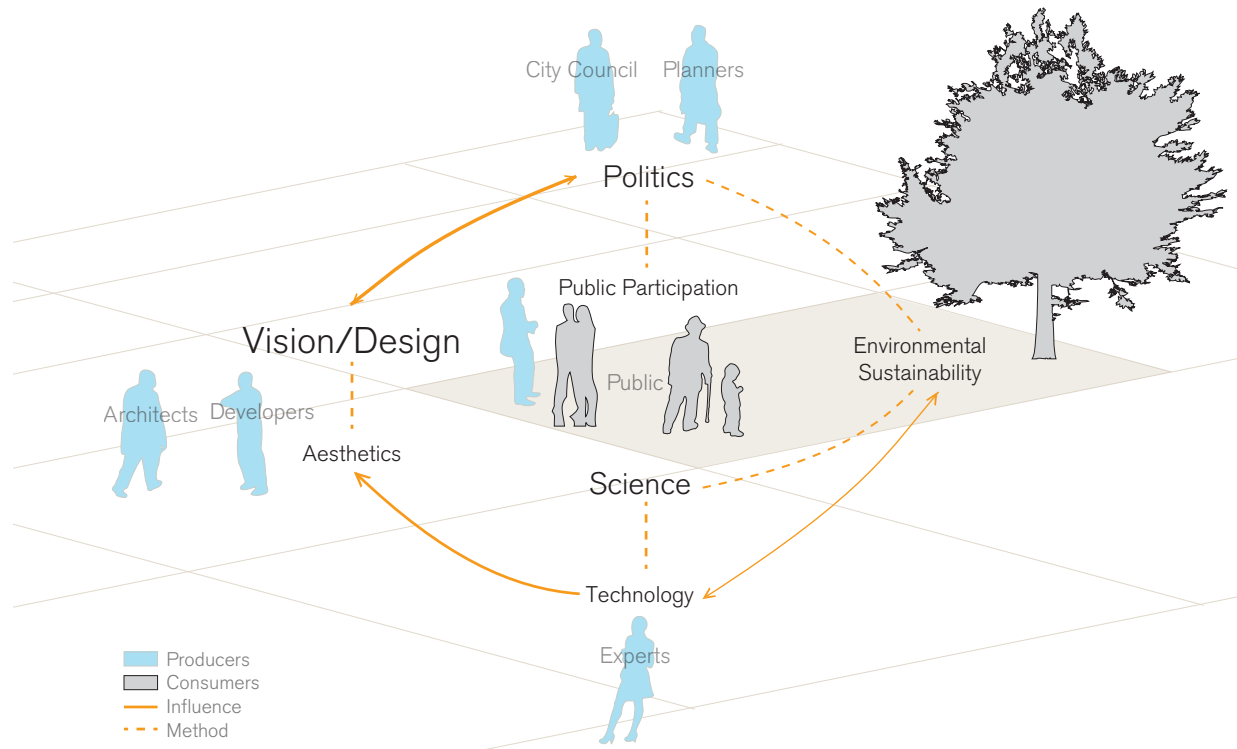 City Council
Planners
Politics
Public Participation
Vision/Design
Environmental
Sustainability
Public
Architects
Developers
Aesthetics
Science
Technology
Experts
Producers
Consumers
Influence
Method